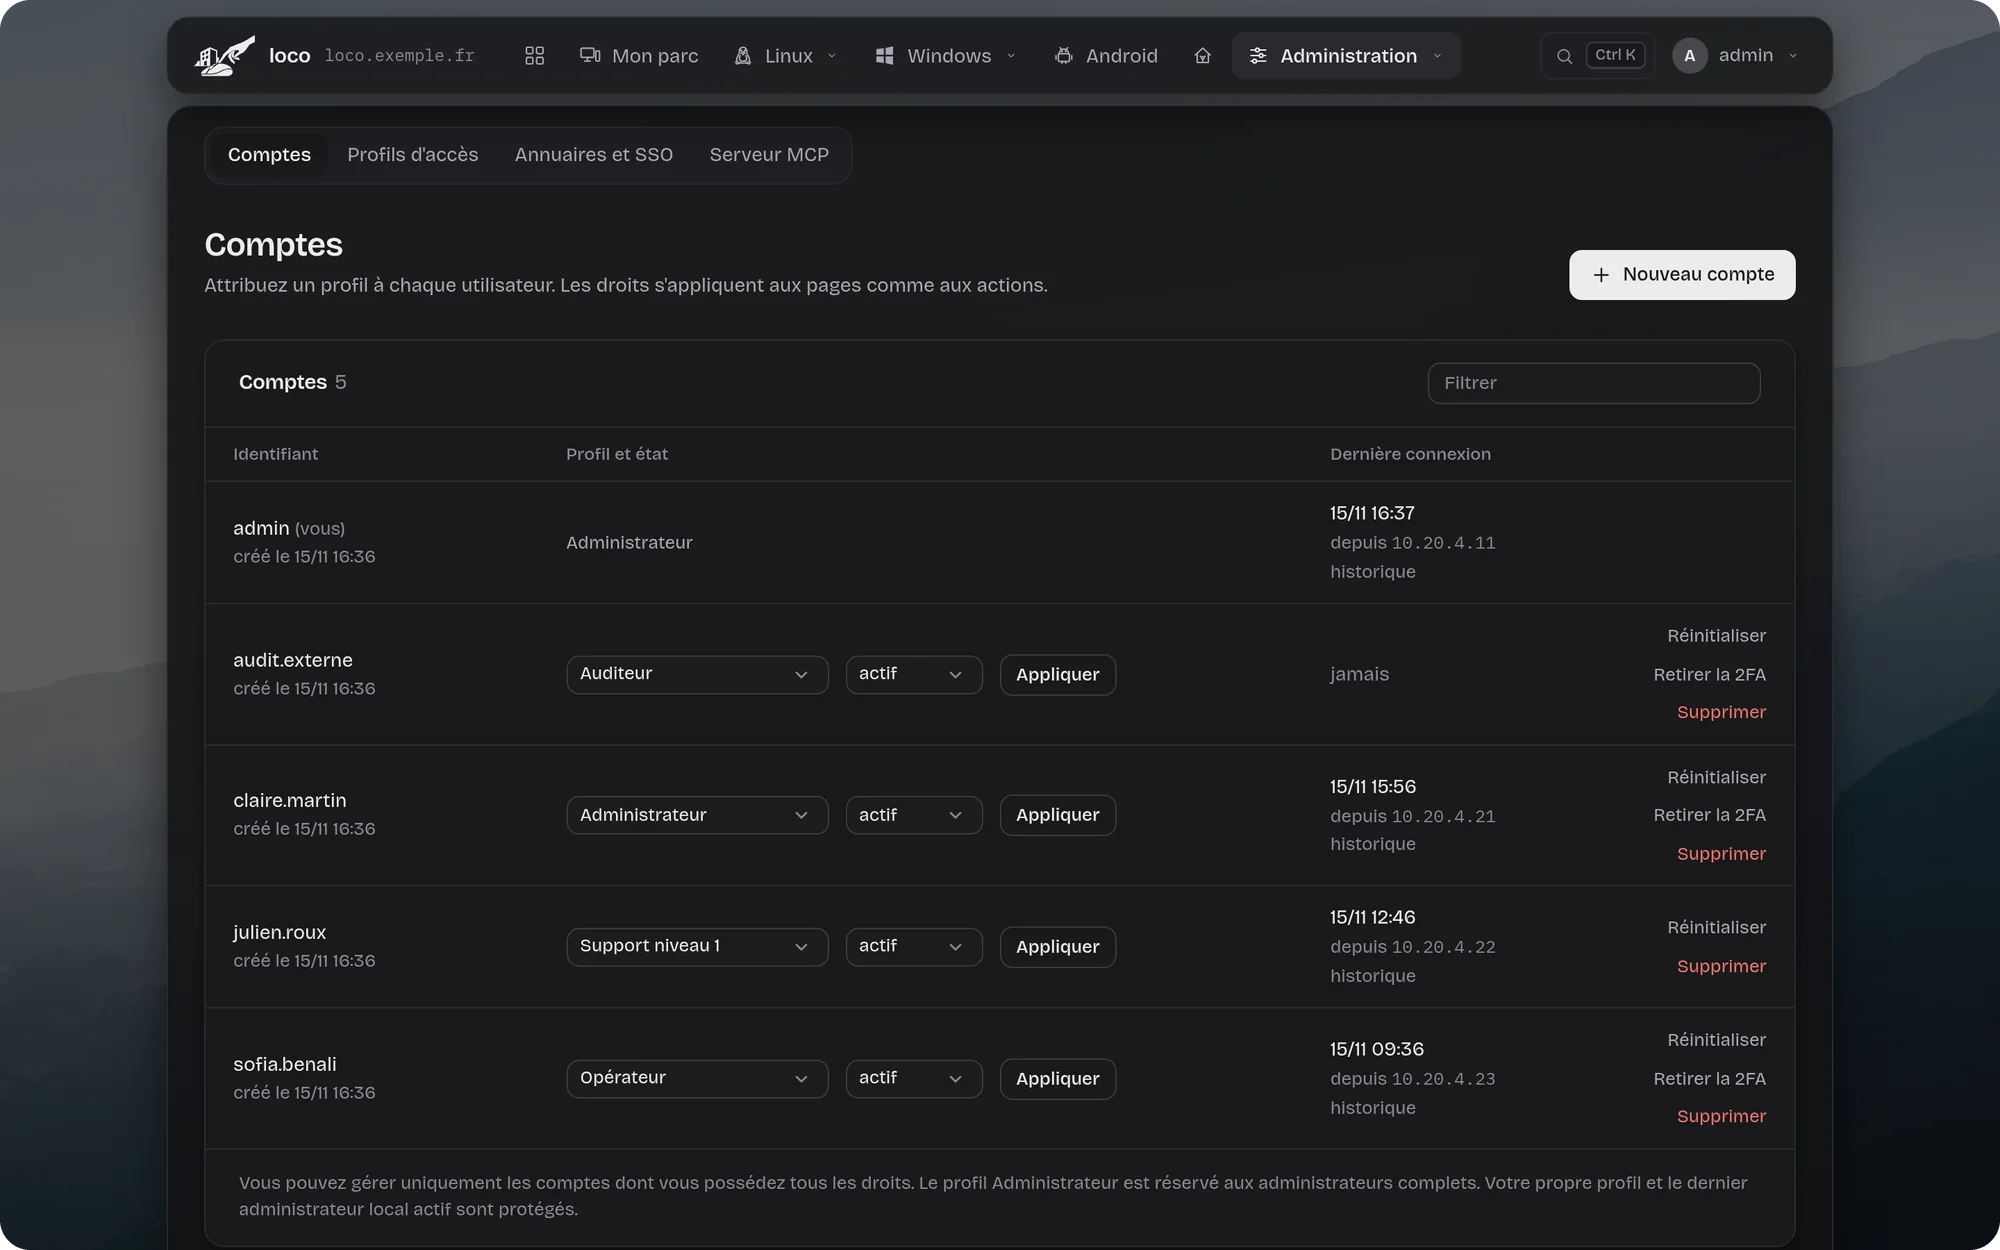 loco loco.exemple.fr Mon parc Linux Windows Android Administration Ctrl K A admin
Comptes Profils d'accès Annuaires et SSO Serveur MCP
Comptes
Attribuez un profil à chaque utilisateur. Les droits s'appliquent aux pages comme aux actions.
Nouveau compte
Comptes 5
Filtrer
Identifiant Profil et état Dernière connexion
admin (vous)
créé le 15/11 16:36
Administrateur
15/11 16:37
depuis 10.20.4.11
historique
audit.externe
créé le 15/11 16:36
Auditeur actif Appliquer
jamais
Réinitialiser
Retirer la 2FA
Supprimer
claire.martin
créé le 15/11 16:36
Administrateur actif Appliquer
15/11 15:56
depuis 10.20.4.21
historique
Réinitialiser
Retirer la 2FA
Supprimer
julien.roux
créé le 15/11 16:36
Support niveau 1 actif Appliquer
15/11 12:46
depuis 10.20.4.22
historique
Réinitialiser
Supprimer
sofia.benali
créé le 15/11 16:36
Opérateur actif Appliquer
15/11 09:36
depuis 10.20.4.23
historique
Réinitialiser
Retirer la 2FA
Supprimer
Vous pouvez gérer uniquement les comptes dont vous possédez tous les droits. Le profil Administrateur est réservé aux administrateurs complets. Votre propre profil et le dernier
administrateur local actif sont protégés.